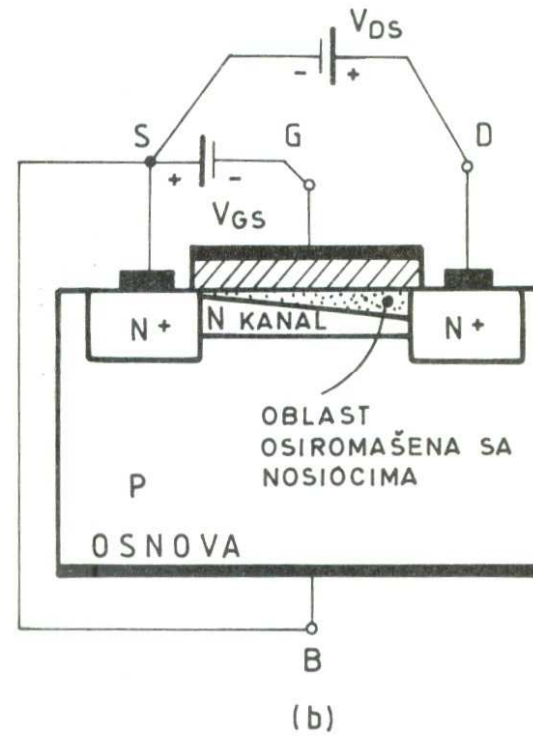 VDS
- +
S
G
D
+ -
VGS
N+
N KANAL
N+
OBLAST
OSIROMAŠENA SA
NOSIOCIMA
P
OSNOVA
B
(b)